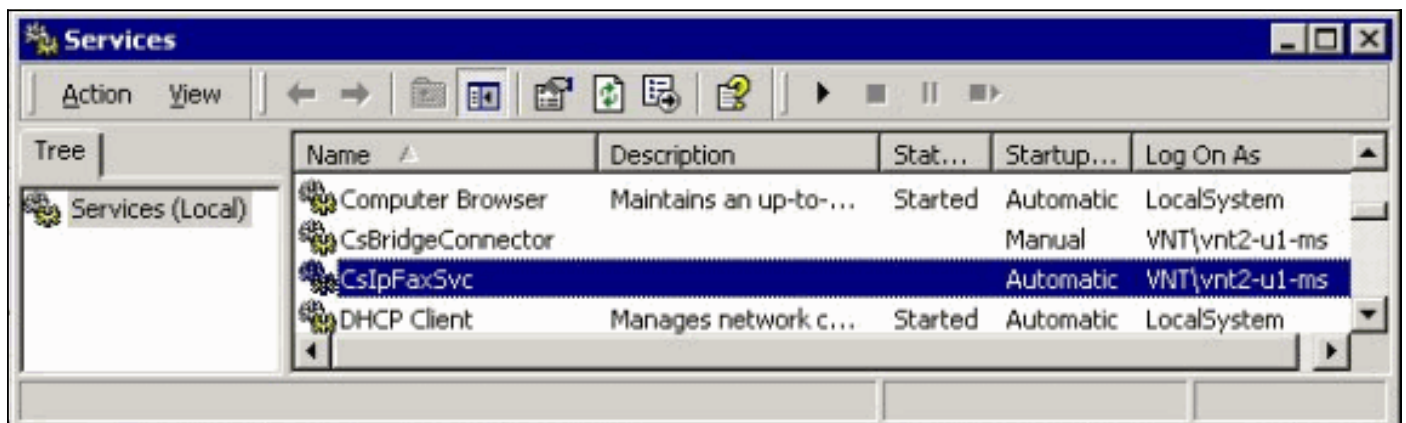 Services
Action View
Tree
Name Description Stat... Startup... Log On As
Services (Local)
Computer Browser Maintains an up-to-... Started Automatic LocalSystem
CsBridgeConnector Manual VNT\vnt2-u1-ms
CsIpFaxSvc Automatic VNT\vnt2-u1-ms
DHCP Client Manages network c... Started Automatic LocalSystem